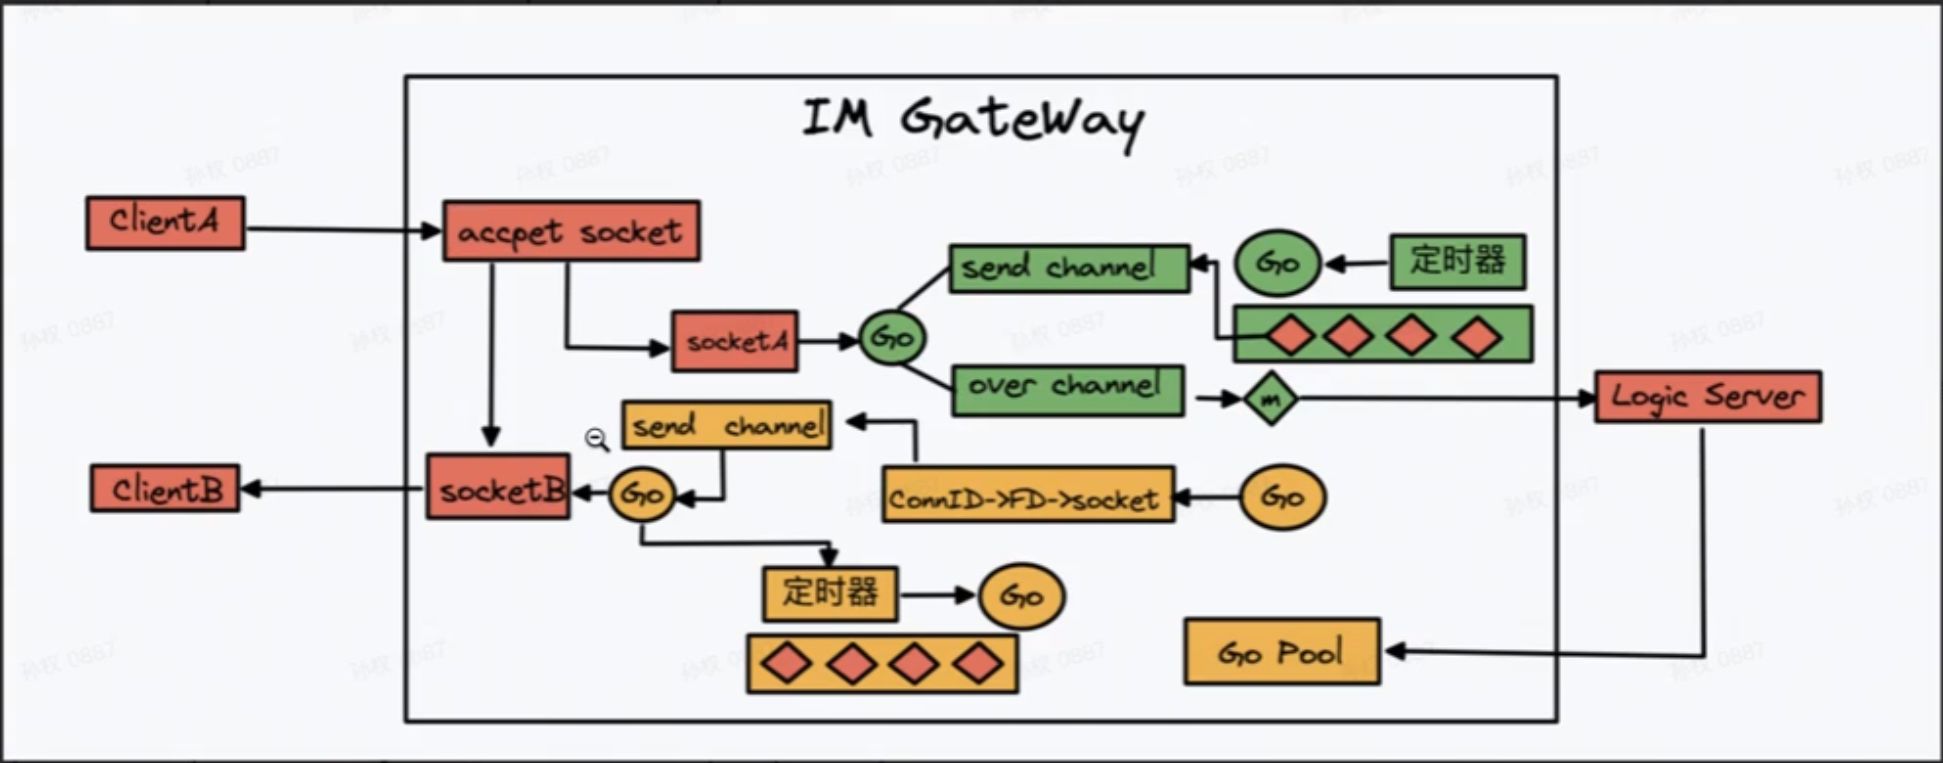 IM GateWay
ClientA
accpet socket
send channel
Go
定时器
socketA
Go
over channel
m
Logic Server
send channel
ClientB
socketB
Go
ConnID->FD->socket
Go
定时器
Go
Go Pool